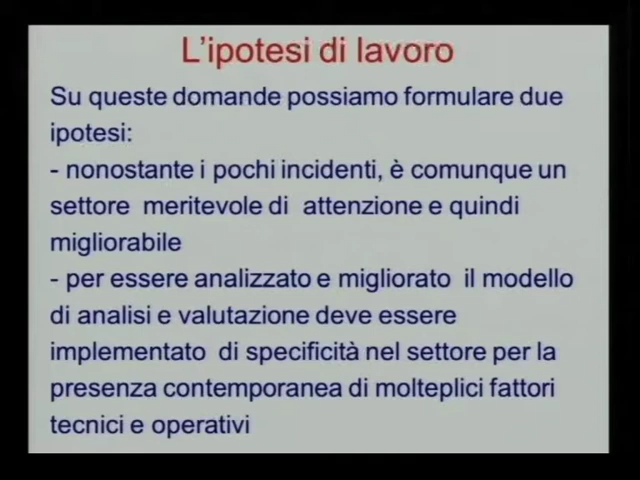 L'ipotesi di lavoro
Su queste domande possiamo formulare due
ipotesi:
- nonostante i pochi incidenti, è comunque un
settore meritevole di attenzione e quindi
migliorabile
- per essere analizzato e migliorato il modello
di analisi e valutazione deve essere
implementato di specificità nel settore per la
presenza contemporanea di molteplici fattori
tecnici e operativi